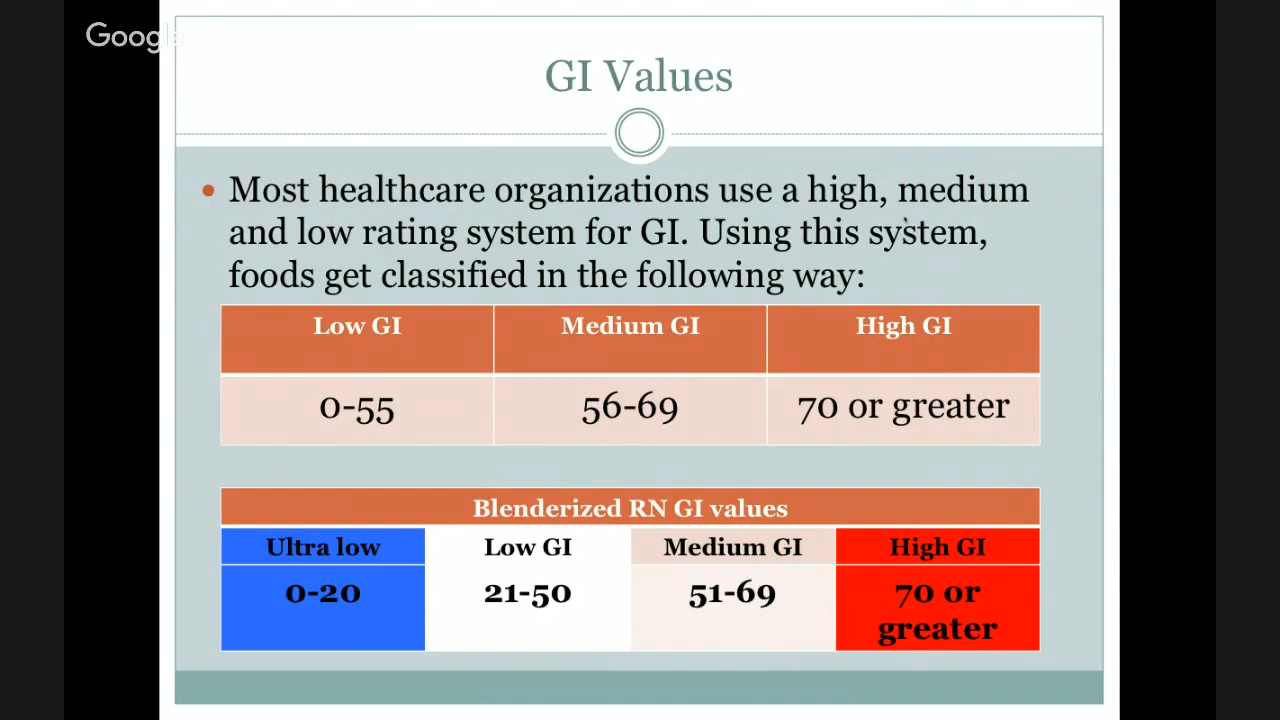 Google
GI Values
• Most healthcare organizations use a high, medium
and low rating system for GI. Using this system,
foods get classified in the following way:
Low GI Medium GI High GI
0-55 56-69 70 or greater
Blenderized RN GI values
Ultra low Low GI Medium GI High GI
0-20 21-50 51-69 70 or
greater